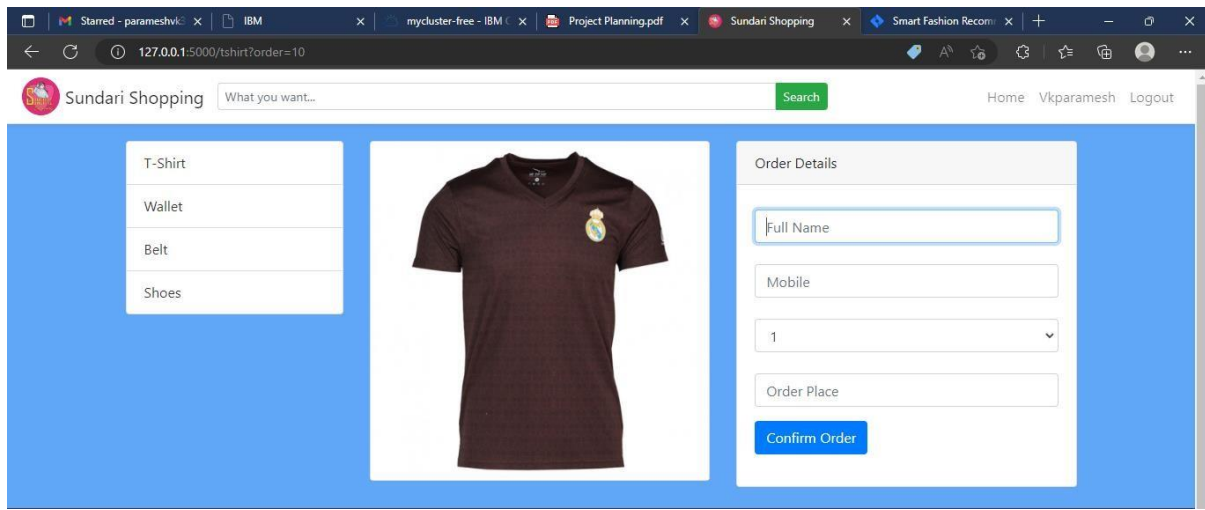 Starred - parameshvk3
IBM
mycluster-free - IBM C
Project Planning.pdf
Sundari Shopping
Smart Fashion Recom
127.0.0.1:5000/tshirt?order=10
Sundari Shopping
What you want...
Search
Home
Vkparamesh
Logout
T-Shirt
Wallet
Belt
Shoes
Order Details
Full Name
Mobile
1
Order Place
Confirm Order